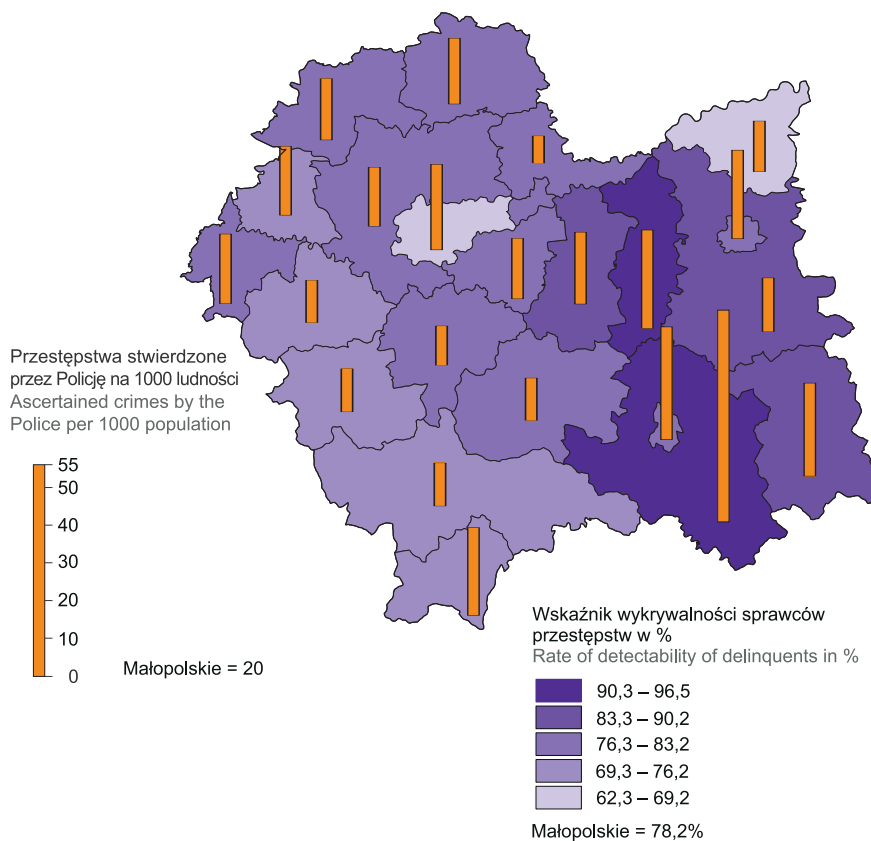 Przestępstwa stwierdzone
przez Policję na 1000 ludności
Ascertained crimes by the
Police per 1000 population
55
50
40
30
20
10
0
Małopolskie = 20
Wskaźnik wykrywalności sprawców
przestępstw w %
Rate of detectability of delinquents in %
90,3 – 96,5
83,3 – 90,2
76,3 – 83,2
69,3 – 76,2
62,3 – 69,2
Małopolskie = 78,2%